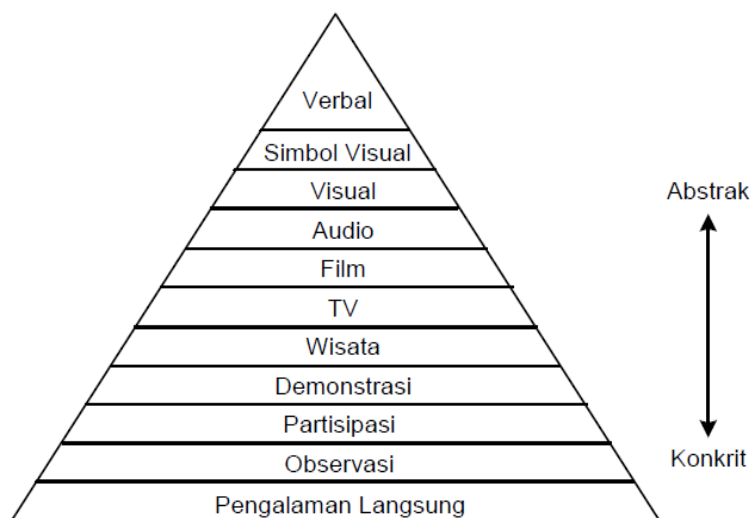 Verbal
Simbol Visual
Visual
Audio
Film
TV
Wisata
Demonstrasi
Partisipasi
Observasi
Pengalaman Langsung
Abstrak
Konkrit